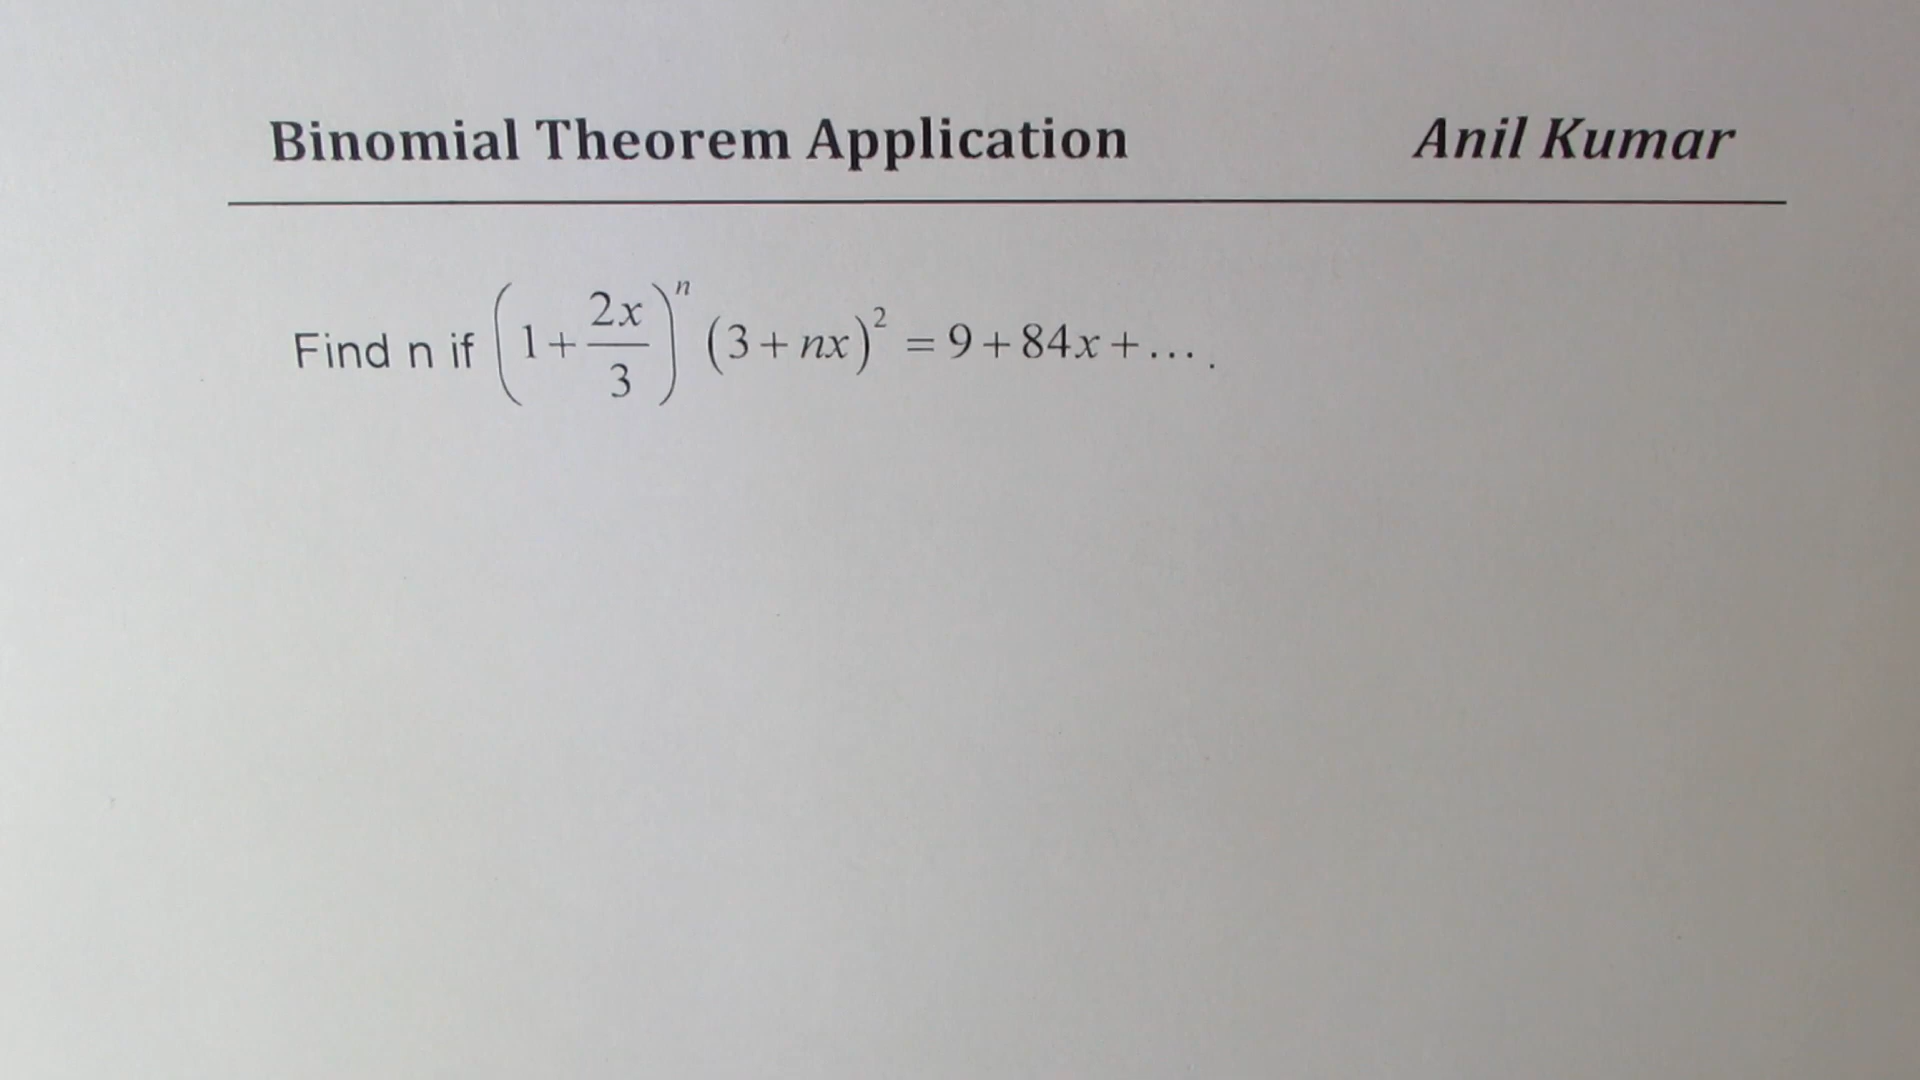 Binomial Theorem Application Anil Kumar
Find n if (1 + 2x/3)^n (3 + nx)^2 = 9 + 84x + ... .